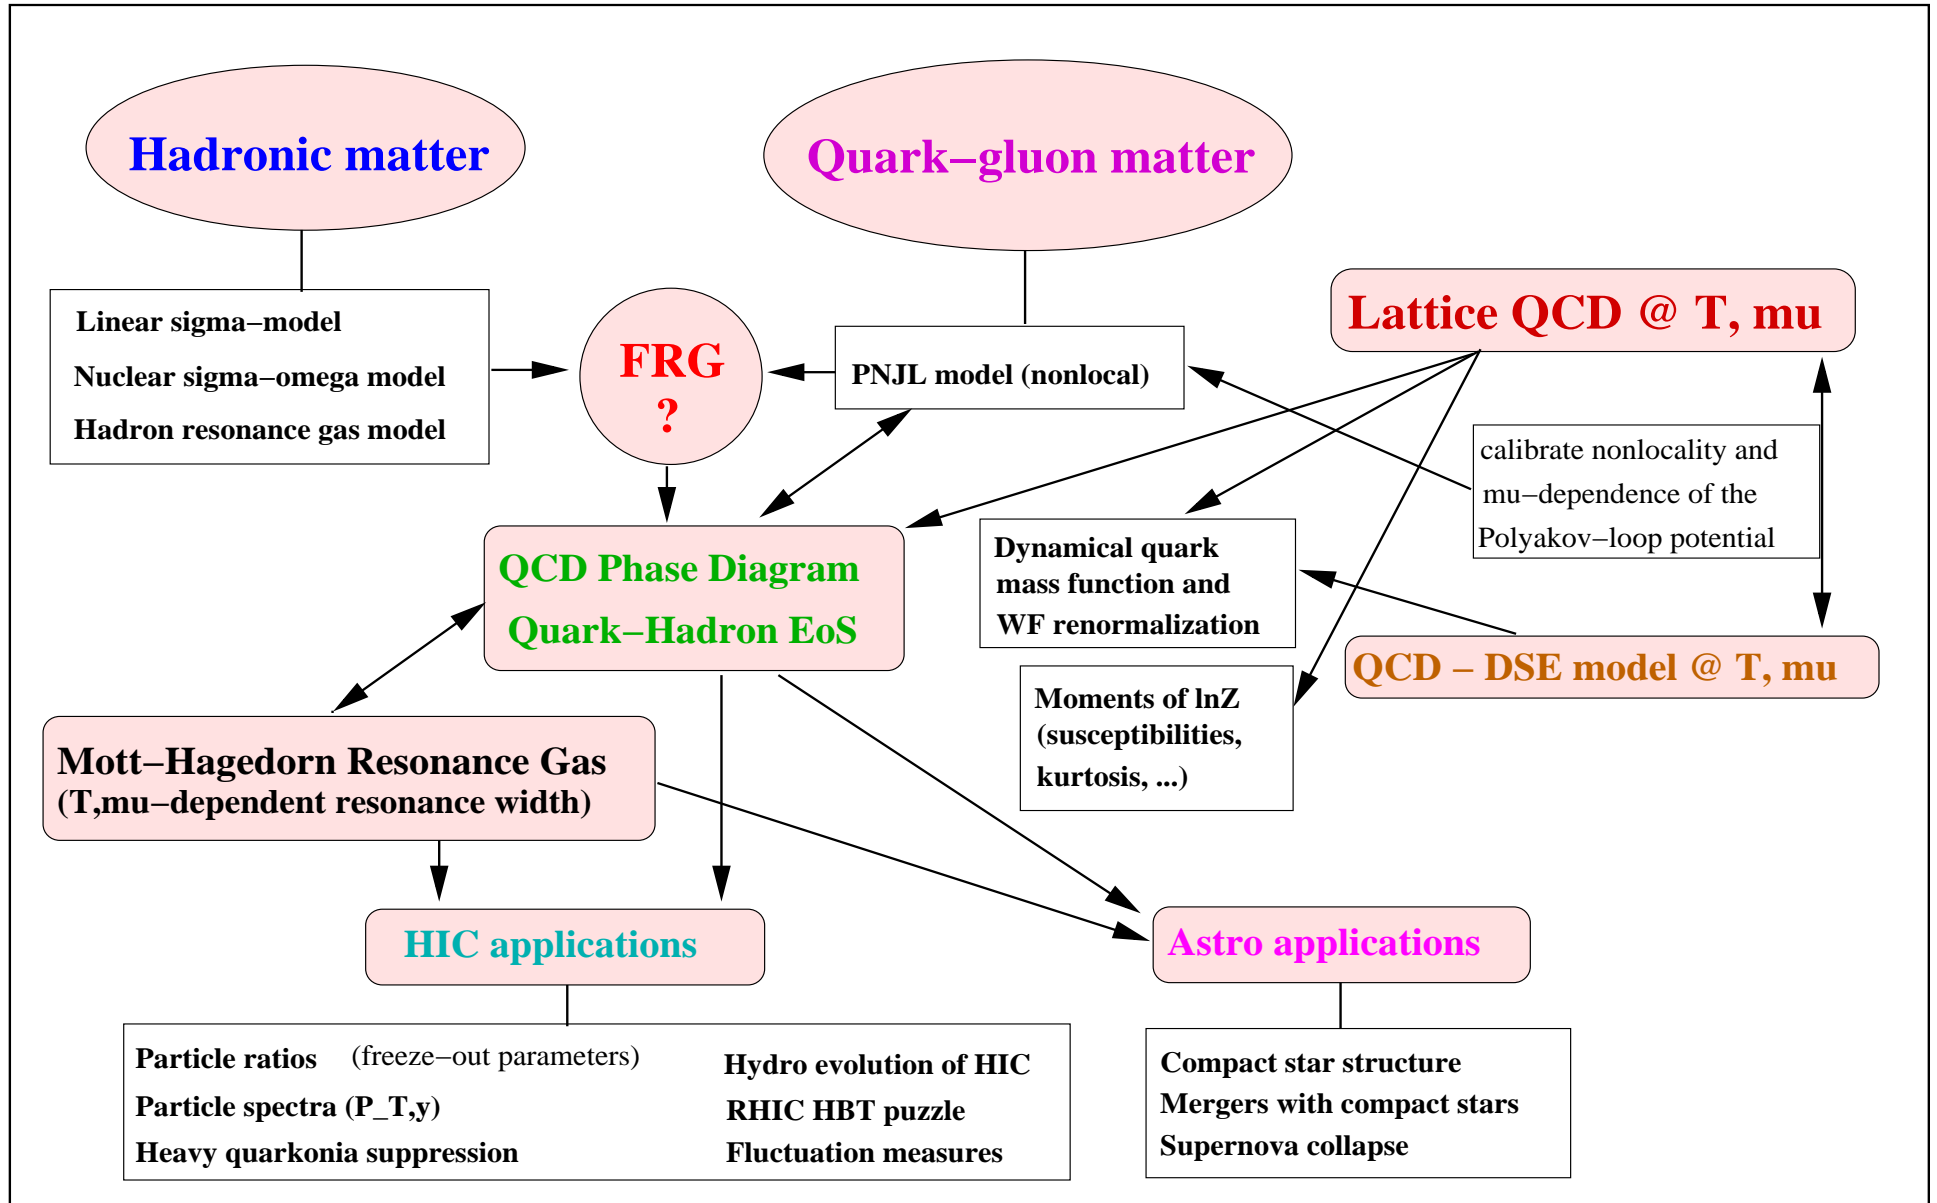 Hadronic matter
Quark−gluon matter
Linear sigma−model
Nuclear sigma−omega model
Hadron resonance gas model
FRG
?
PNJL model (nonlocal)
Lattice QCD @ T, mu
calibrate nonlocality and
mu−dependence of the
Polyakov−loop potential
QCD Phase Diagram
Quark−Hadron EoS
Dynamical quark
mass function and
WF renormalization
QCD − DSE model @ T, mu
Moments of lnZ
(susceptibilities,
kurtosis, ...)
Mott−Hagedorn Resonance Gas
(T,mu−dependent resonance width)
HIC applications
Astro applications
Particle ratios (freeze−out parameters)
Particle spectra (P_T,y)
Heavy quarkonia suppression
Hydro evolution of HIC
RHIC HBT puzzle
Fluctuation measures
Compact star structure
Mergers with compact stars
Supernova collapse